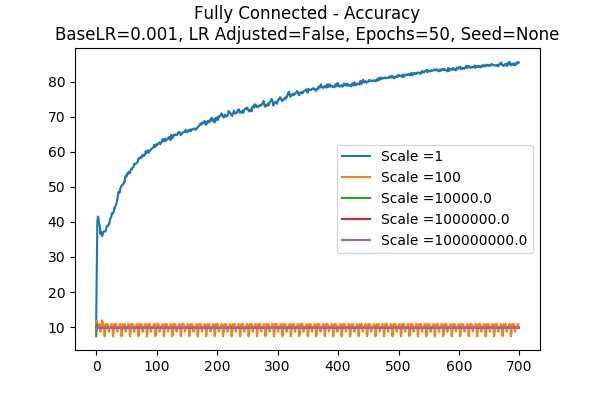 Fully Connected - Accuracy
BaseLR=0.001, LR Adjusted=False, Epochs=50, Seed=None
80
70
60
50
40
30
20
10
Scale =1
Scale =100
Scale =10000.0
Scale =1000000.0
Scale =100000000.0
0 100 200 300 400 500 600 700